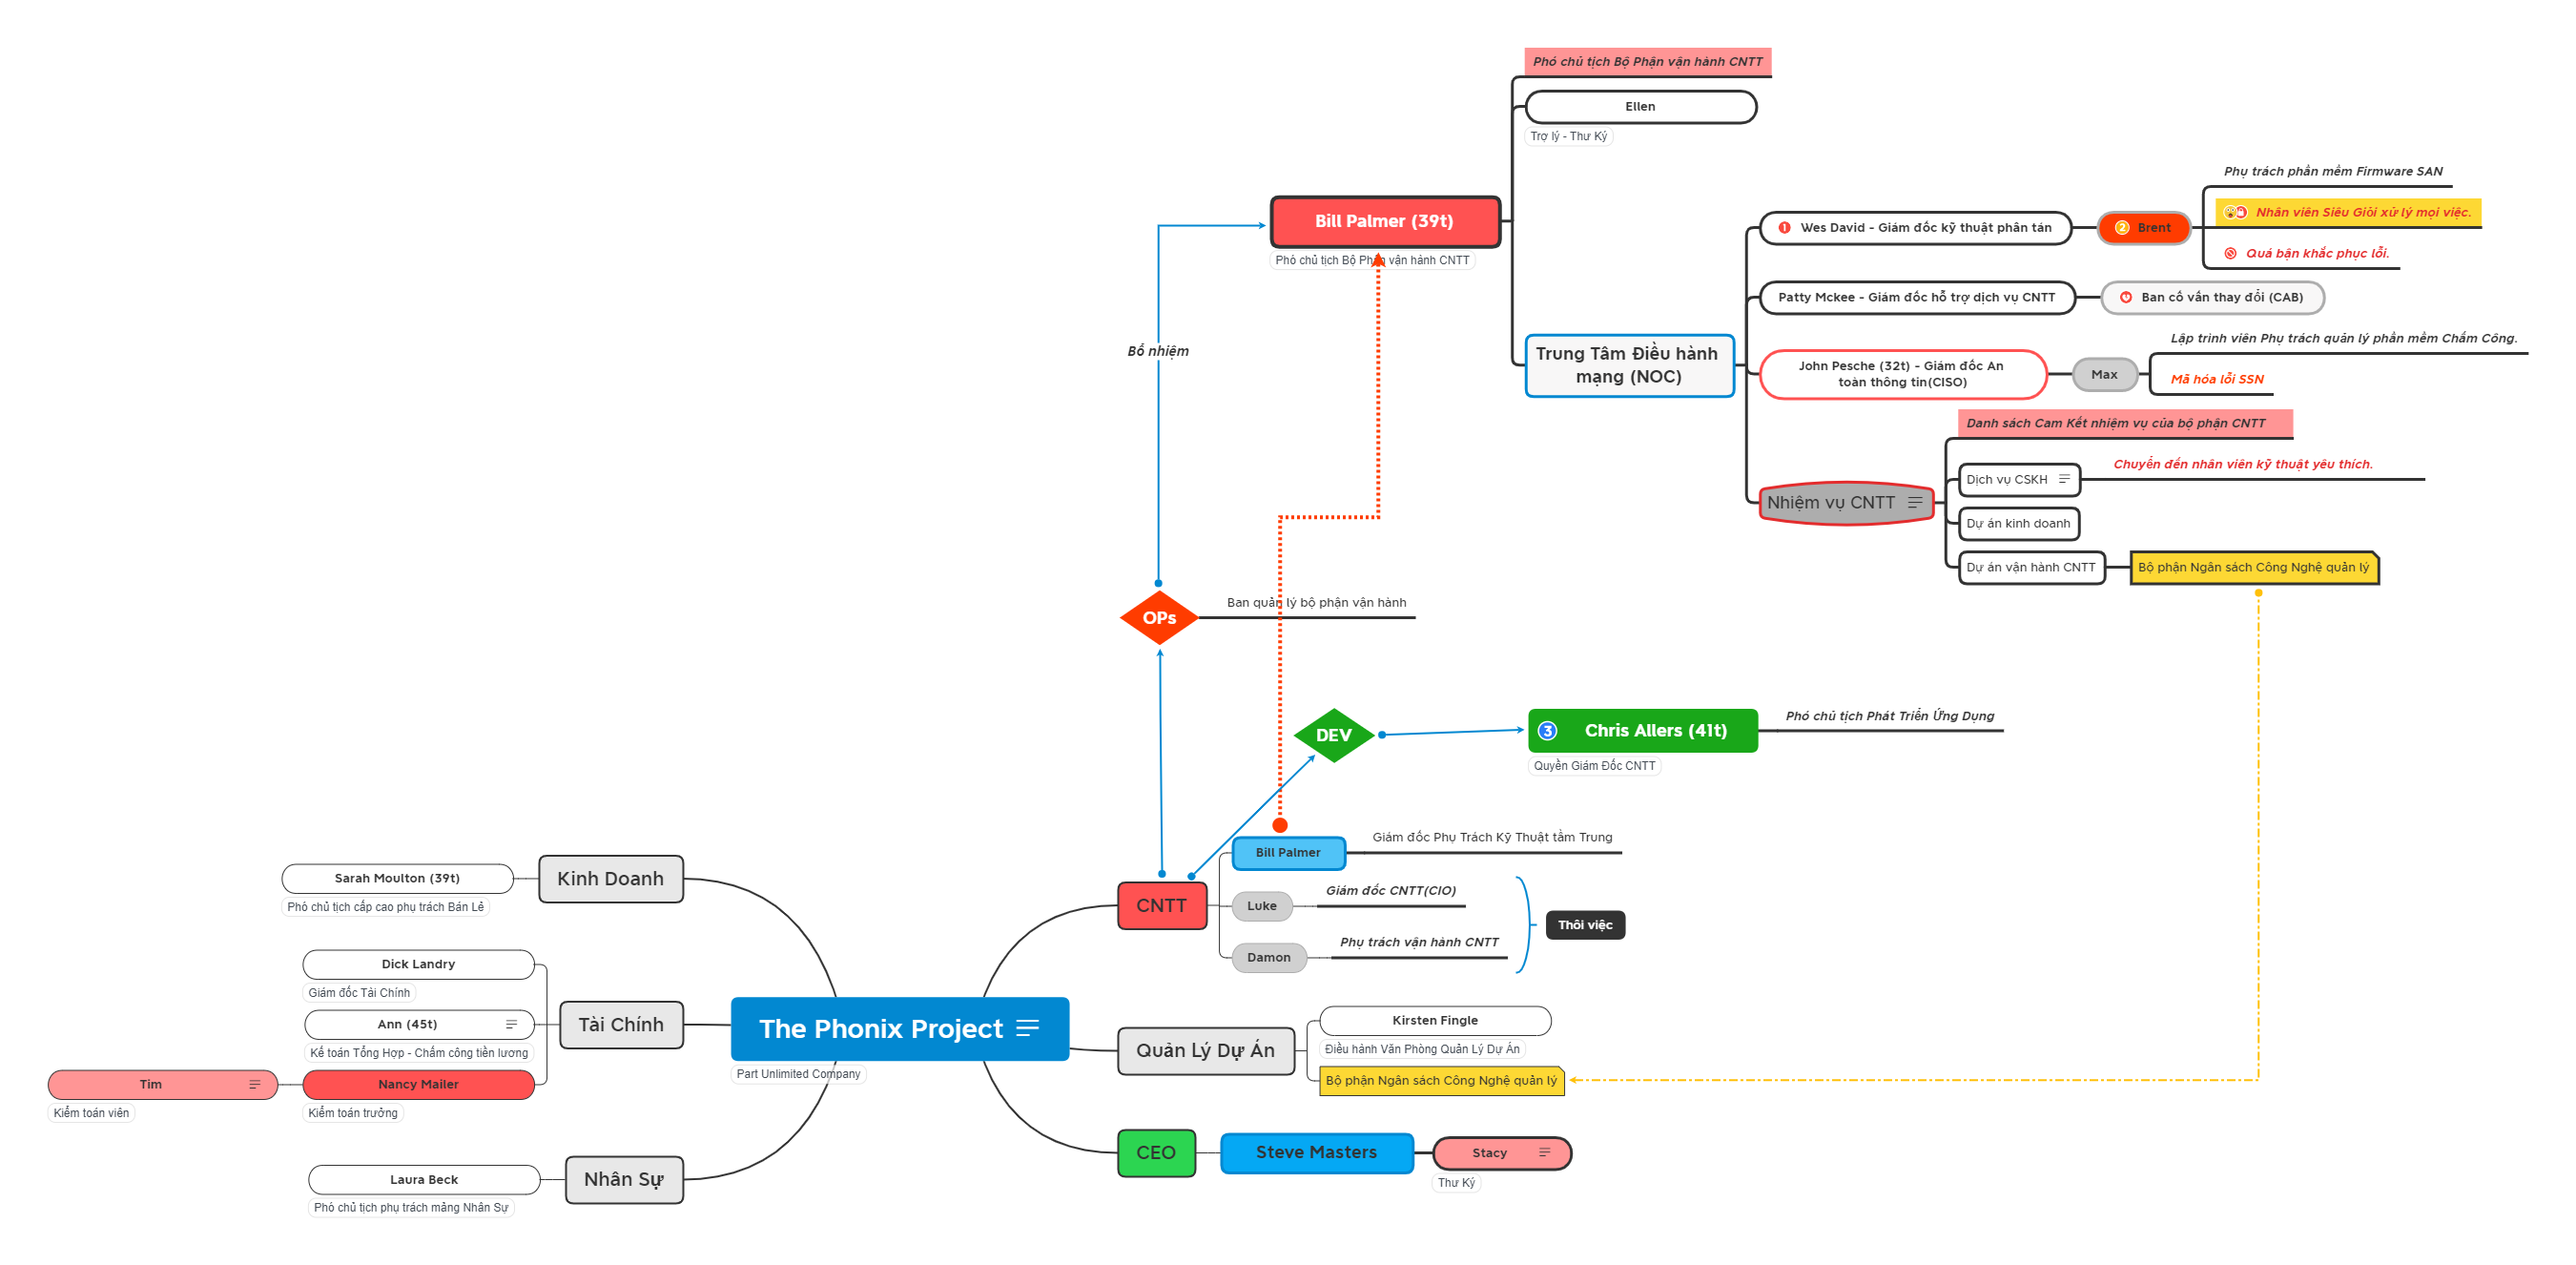 Phó chủ tịch Bộ Phận vận hành CNTT
Ellen
Trợ lý - Thư Ký
Bill Palmer (39t)
Phó chủ tịch Bộ Phận vận hành CNTT
Phụ trách phần mềm Firmware SAN
1 Wes David - Giám đốc kỹ thuật phân tán
2 Brent
Nhân viên Siêu Giỏi xử lý mọi việc.
Quá bận khắc phục lỗi.
Patty Mckee - Giám đốc hỗ trợ dịch vụ CNTT
Ban cố vấn thay đổi (CAB)
Bổ nhiệm
Trung Tâm Điều hành
mạng (NOC)
John Pesche (32t) - Giám đốc An
toàn thông tin(CISO)
Max
Lập trình viên Phụ trách quản lý phần mềm Chấm Công.
Mã hóa lỗi SSN
Danh sách Cam Kết nhiệm vụ của bộ phận CNTT
Nhiệm vụ CNTT
Dịch vụ CSKH
Chuyển đến nhân viên kỹ thuật yêu thích.
Dự án kinh doanh
Dự án vận hành CNTT
Bộ phận Ngân sách Công Nghệ quản lý
OPs
Ban quản lý bộ phận vận hành
DEV
3 Chris Allers (41t)
Quyền Giám Đốc CNTT
Phó chủ tịch Phát Triển Ứng Dụng
Bill Palmer
Giám đốc Phụ Trách Kỹ Thuật tầm Trung
CNTT
Luke
Giám đốc CNTT(CIO)
Damon
Phụ trách vận hành CNTT
Thôi việc
Kinh Doanh
Sarah Moulton (39t)
Phó chủ tịch cấp cao phụ trách Bán Lẻ
Tài Chính
Dick Landry
Giám đốc Tài Chính
Ann (45t)
Kế toán Tổng Hợp - Chấm công tiền lương
Nancy Mailer
Kiểm toán trưởng
Tim
Kiểm toán viên
The Phonix Project
Part Unlimited Company
Quản Lý Dự Án
Kirsten Fingle
Điều hành Văn Phòng Quản Lý Dự Án
Bộ phận Ngân sách Công Nghệ quản lý
CEO
Steve Masters
Stacy
Thư Ký
Nhân Sự
Laura Beck
Phó chủ tịch phụ trách mảng Nhân Sự